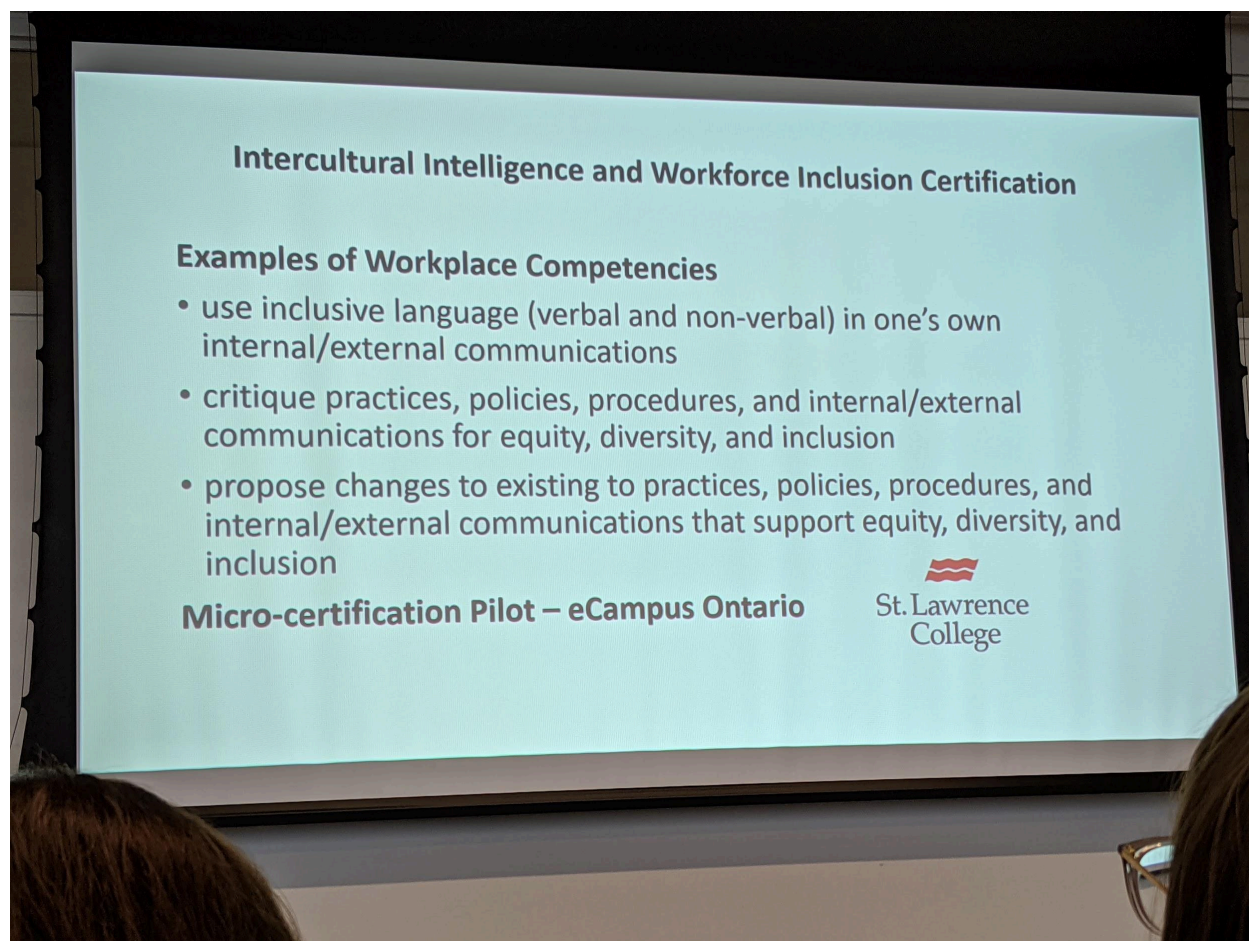 Intercultural Intelligence and Workforce Inclusion Certification
Examples of Workplace Competencies
• use inclusive language (verbal and non-verbal) in one's own
internal/external communications
• critique practices, policies, procedures, and internal/external
communications for equity, diversity, and inclusion
• propose changes to existing to practices, policies, procedures, and
internal/external communications that support equity, diversity, and
inclusion
Micro-certification Pilot – eCampus Ontario
St. Lawrence
College